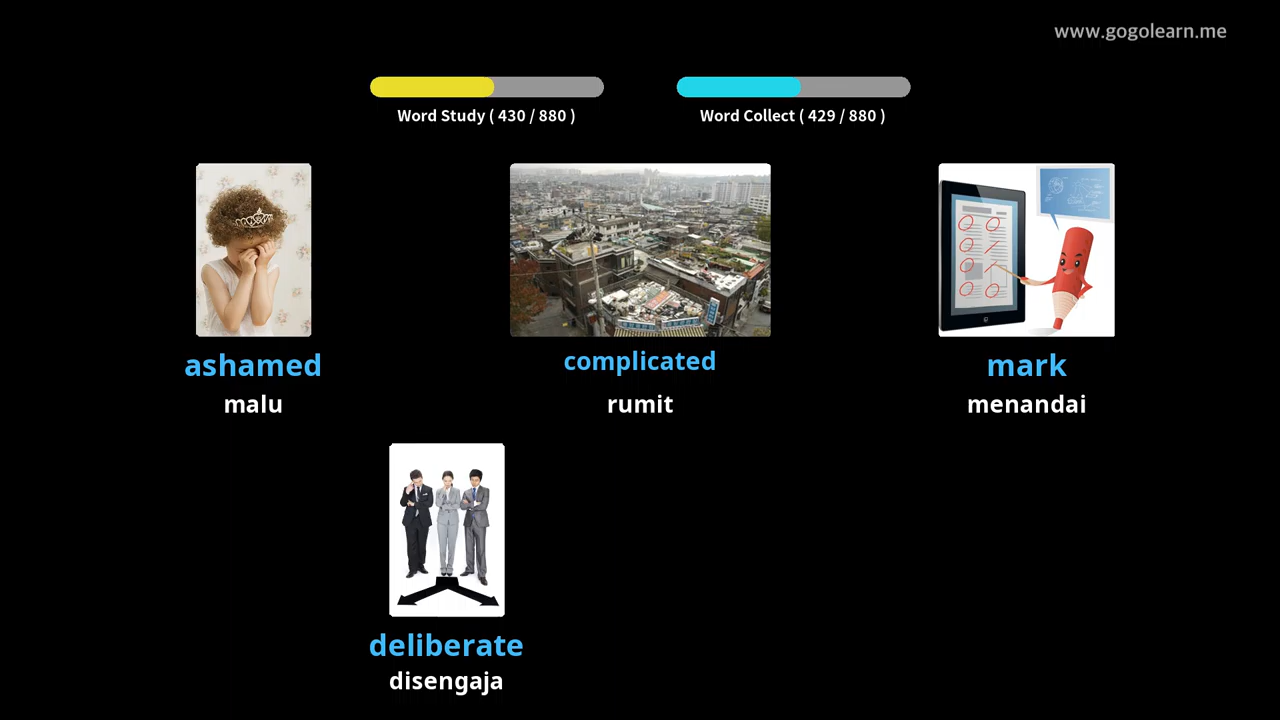 www.gogolearn.me
Word Study ( 430 / 880 )
Word Collect ( 429 / 880 )
ashamed
malu
complicated
rumit
mark
menandai
deliberate
disengaja